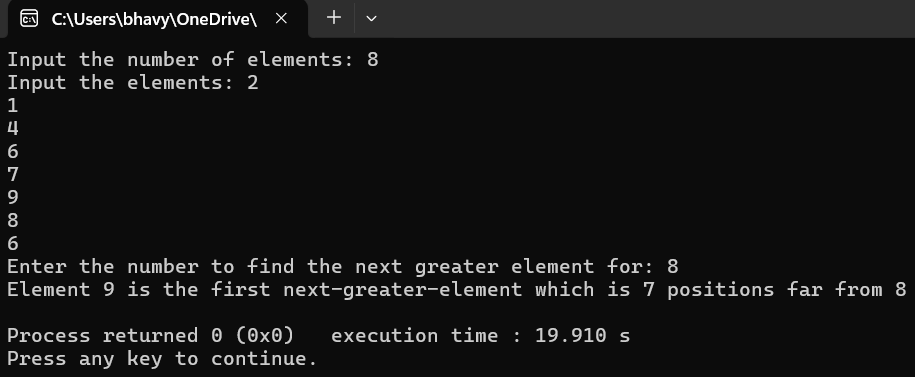 C:\Users\bhavy\OneDrive\
Input the number of elements: 8
Input the elements: 2
1
4
6
7
9
8
6
Enter the number to find the next greater element for: 8
Element 9 is the first next-greater-element which is 7 positions far from 8
Process returned 0 (0x0)   execution time : 19.910 s
Press any key to continue.